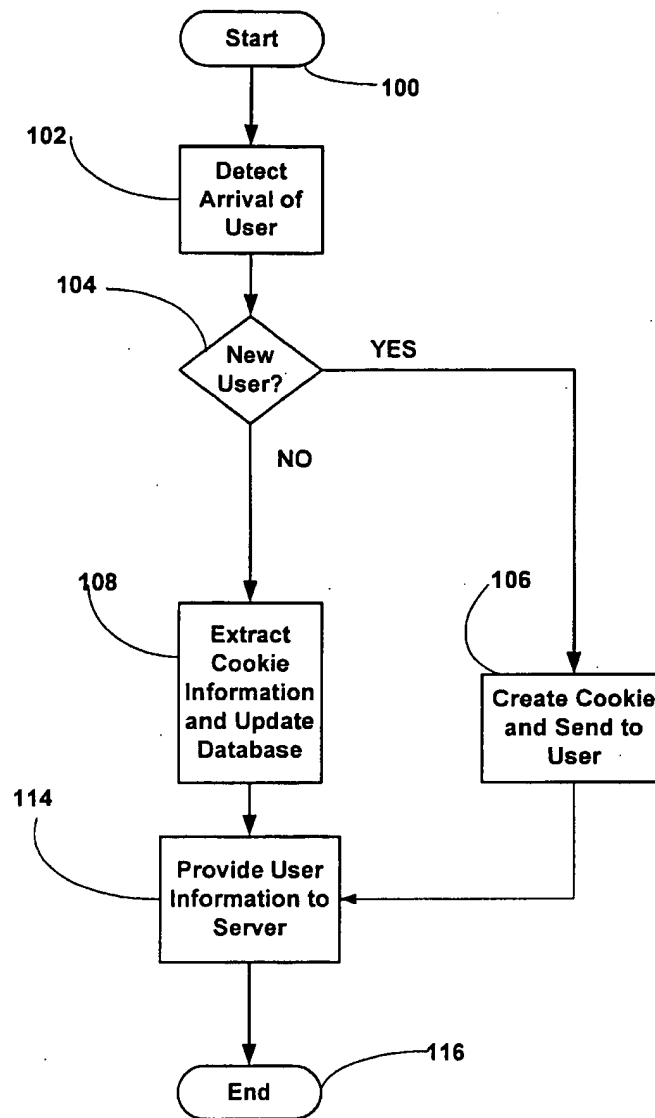 Start
100
102
Detect
Arrival of
User
104
New
User?
YES
NO
108
Extract
Cookie
Information
and Update
Database
106
Create Cookie
and Send to
User
114
Provide User
Information to
Server
End
116